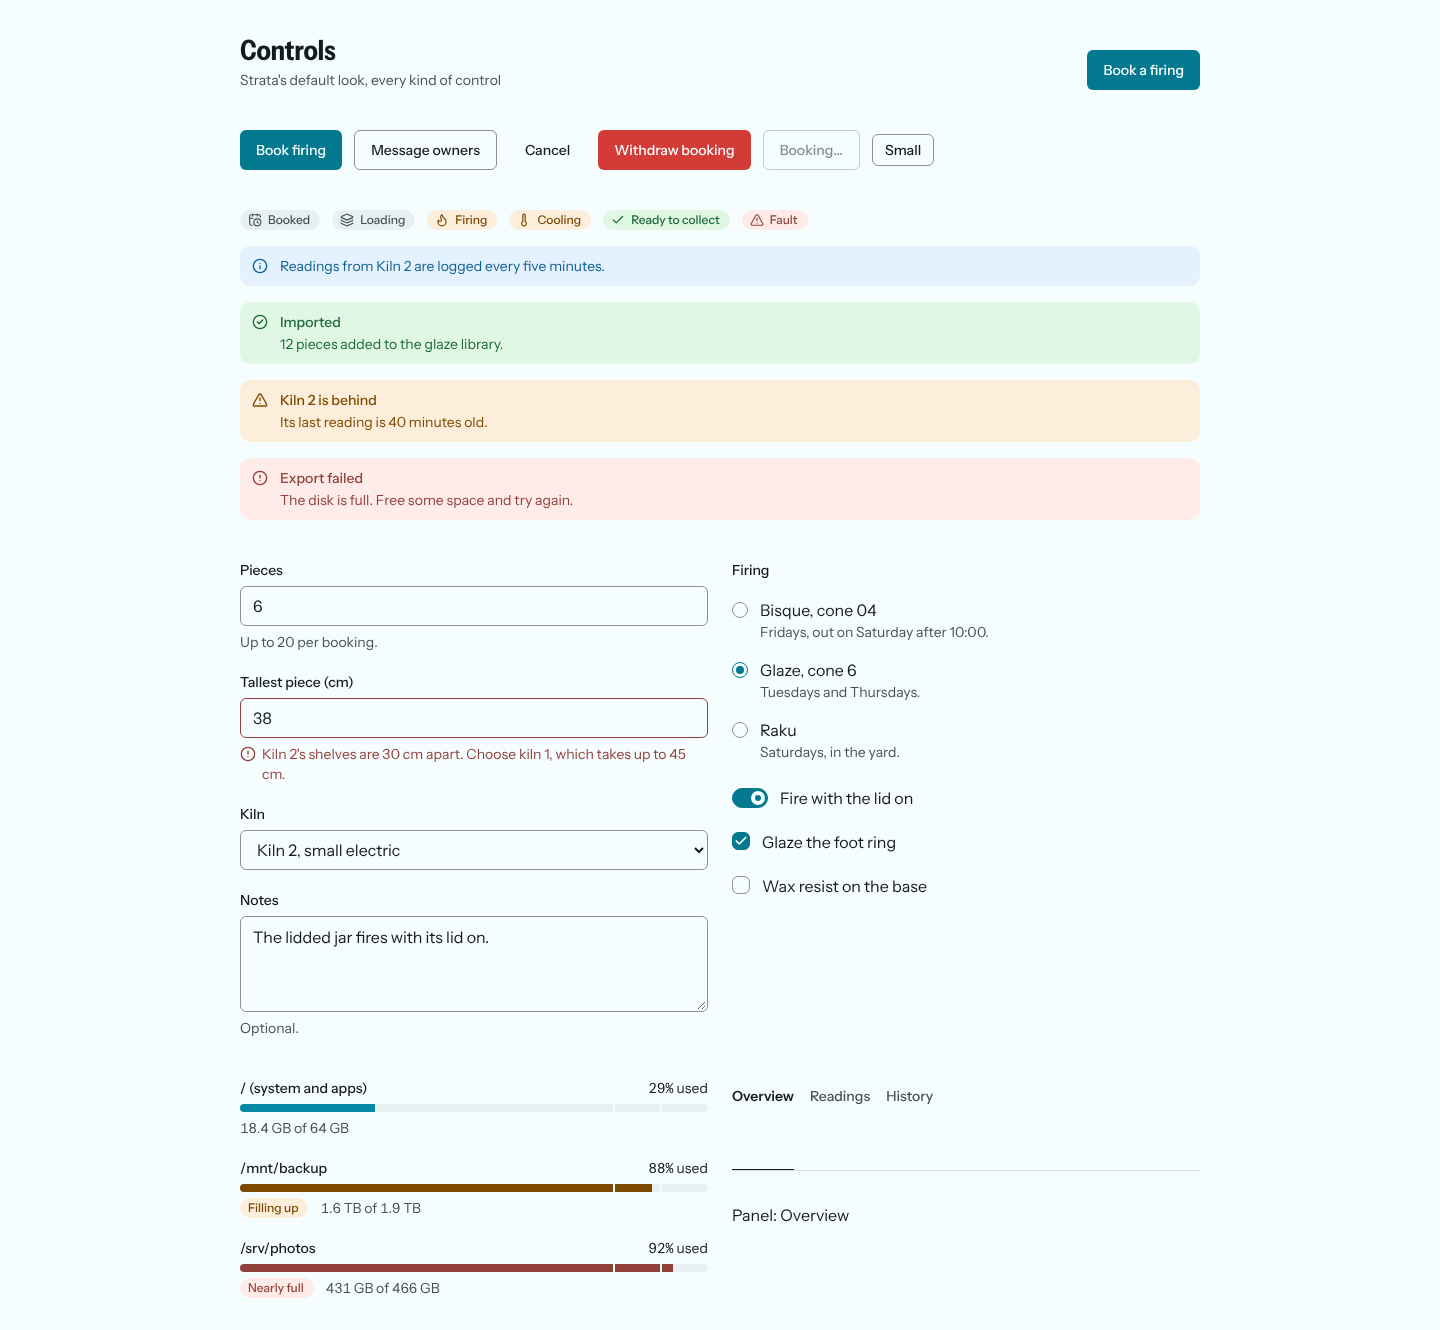 Controls
Strata's default look, every kind of control
Book a firing
Book firing
Message owners
Cancel
Withdraw booking
Booking…
Small
Booked
Loading
Firing
Cooling
Ready to collect
Fault
Readings from Kiln 2 are logged every five minutes.
Imported
12 pieces added to the glaze library.
Kiln 2 is behind
Its last reading is 40 minutes old.
Export failed
The disk is full. Free some space and try again.
Pieces
6
Up to 20 per booking.
Tallest piece (cm)
38
Kiln 2's shelves are 30 cm apart. Choose kiln 1, which takes up to 45
cm.
Kiln
Kiln 2, small electric
Notes
The lidded jar fires with its lid on.
Optional.
Firing
Bisque, cone 04
Fridays, out on Saturday after 10:00.
Glaze, cone 6
Tuesdays and Thursdays.
Raku
Saturdays, in the yard.
Fire with the lid on
Glaze the foot ring
Wax resist on the base
/ (system and apps)
29% used
18.4 GB of 64 GB
/mnt/backup
88% used
Filling up
1.6 TB of 1.9 TB
/srv/photos
92% used
Nearly full
431 GB of 466 GB
Overview
Readings
History
Panel: Overview